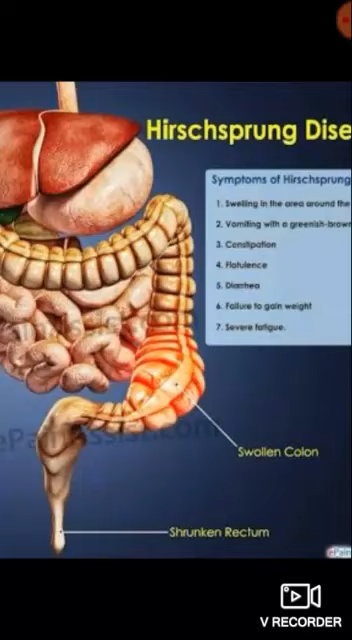 Hirschsprung Dise
Symptoms of Hirschsprung
1. Swelling in the area around the
2. Vomiting with a greenish-brown
3. Constipation
4. Flatulence
5. Diarrhea
6. Failure to gain weight
7. Severe fatigue.
Swollen Colon
Shrunken Rectum
ePain
V RECORDER